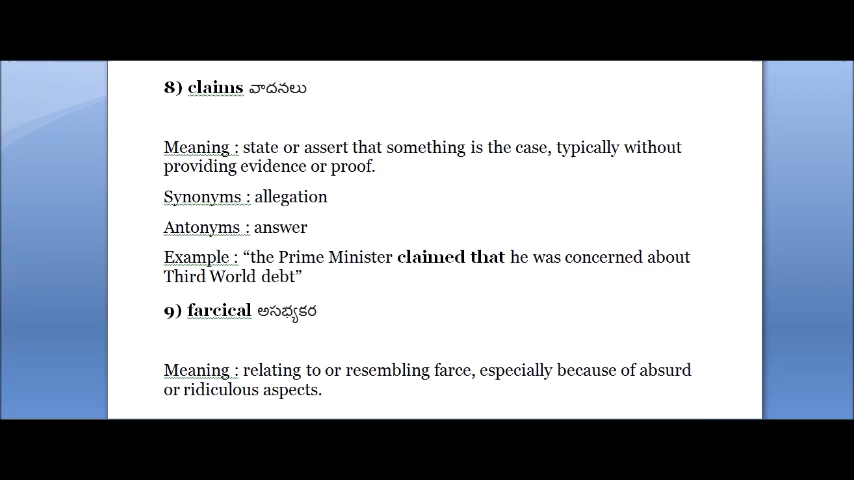 8) claims వాదనలు
Meaning : state or assert that something is the case, typically without
providing evidence or proof.
Synonyms : allegation
Antonyms : answer
Example : “the Prime Minister claimed that he was concerned about
Third World debt”
9) farcical అసభ్యకర
Meaning : relating to or resembling farce, especially because of absurd
or ridiculous aspects.